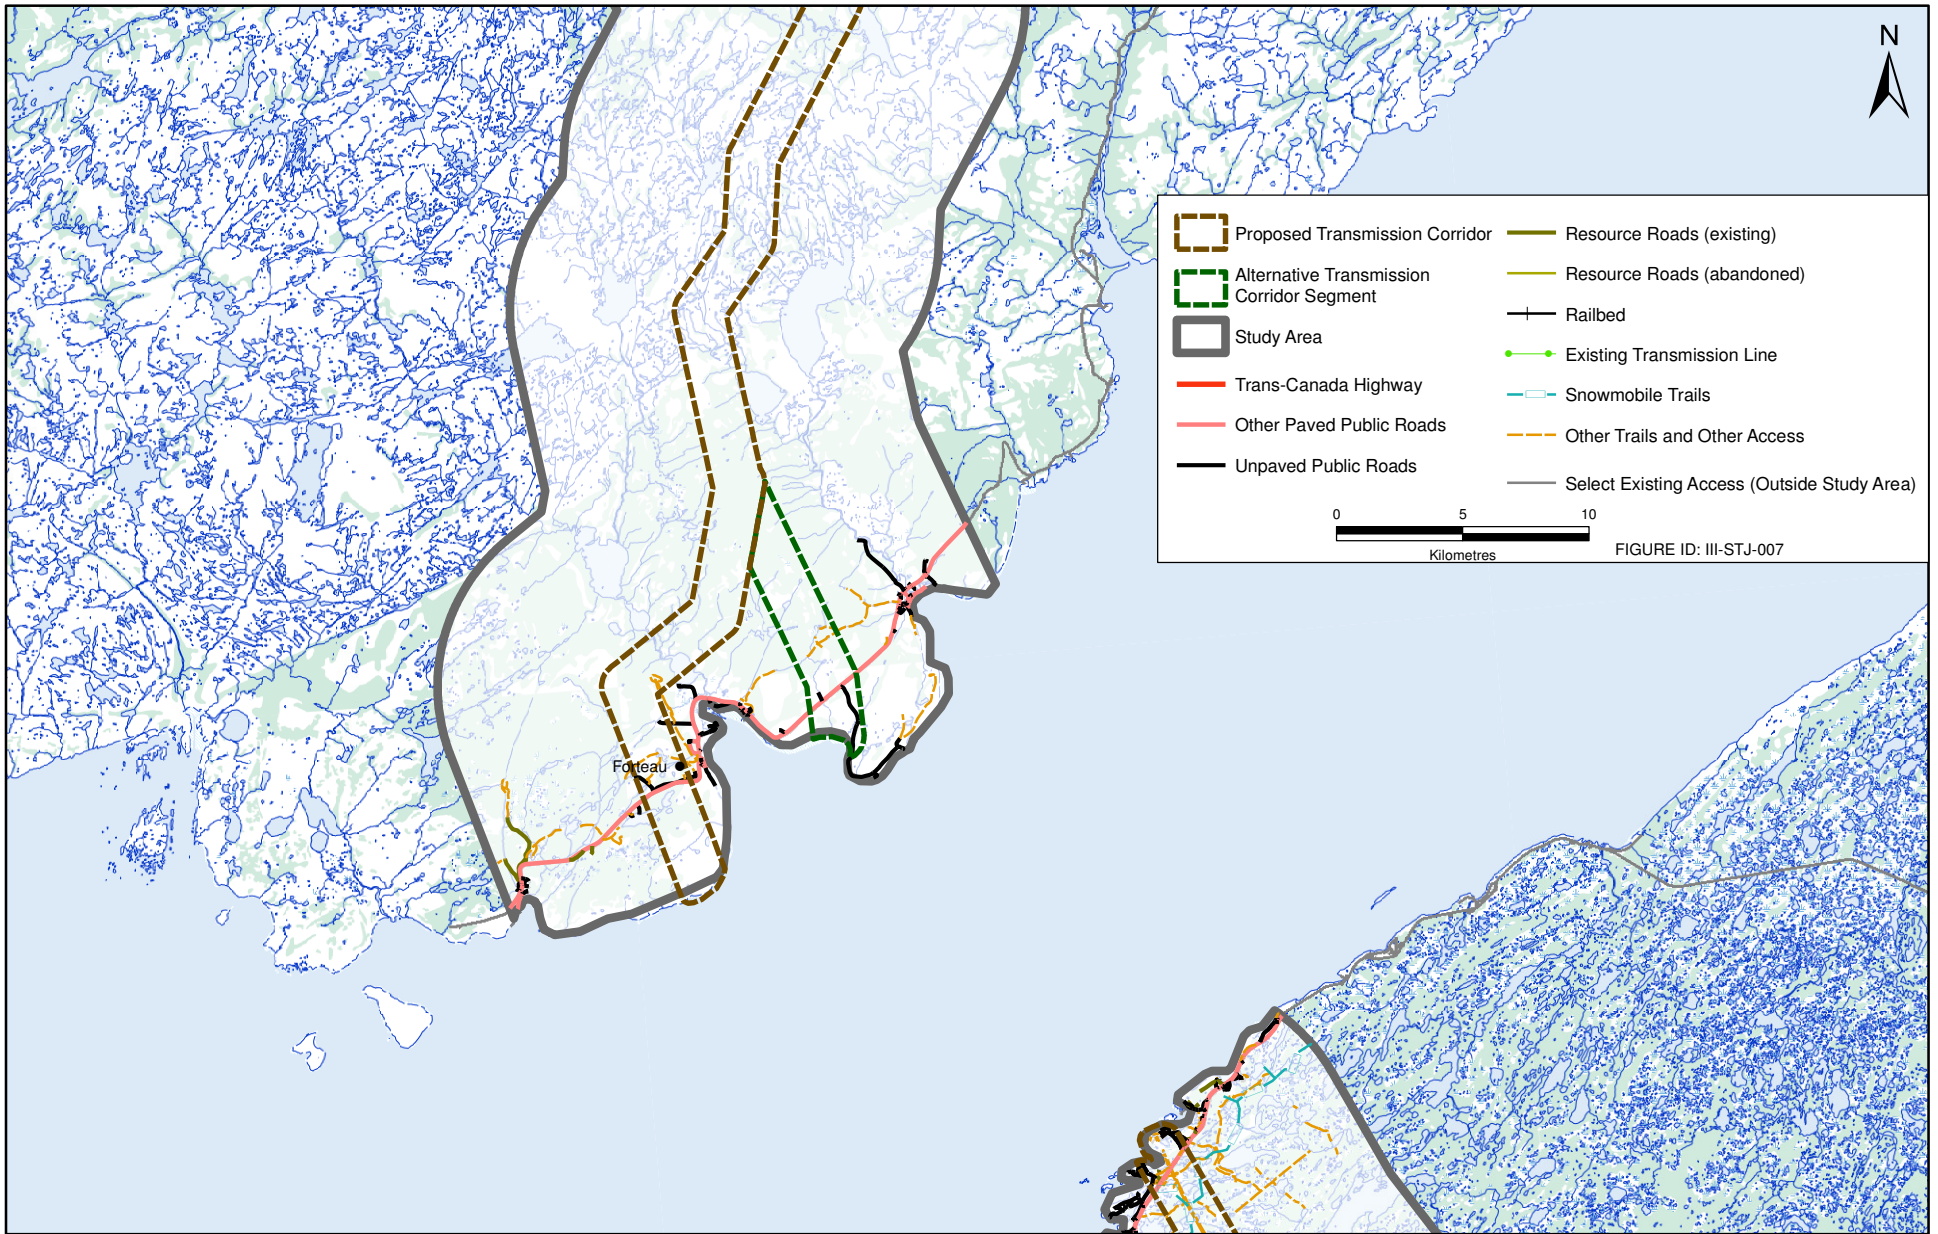 N
Proposed Transmission Corridor
Alternative Transmission
Corridor Segment
Study Area
Trans-Canada Highway
Other Paved Public Roads
Unpaved Public Roads
Resource Roads (existing)
Resource Roads (abandoned)
Railbed
Existing Transmission Line
Snowmobile Trails
Other Trails and Other Access
Select Existing Access (Outside Study Area)
0 5 10
Kilometres
FIGURE ID: III-STJ-007
Forteau